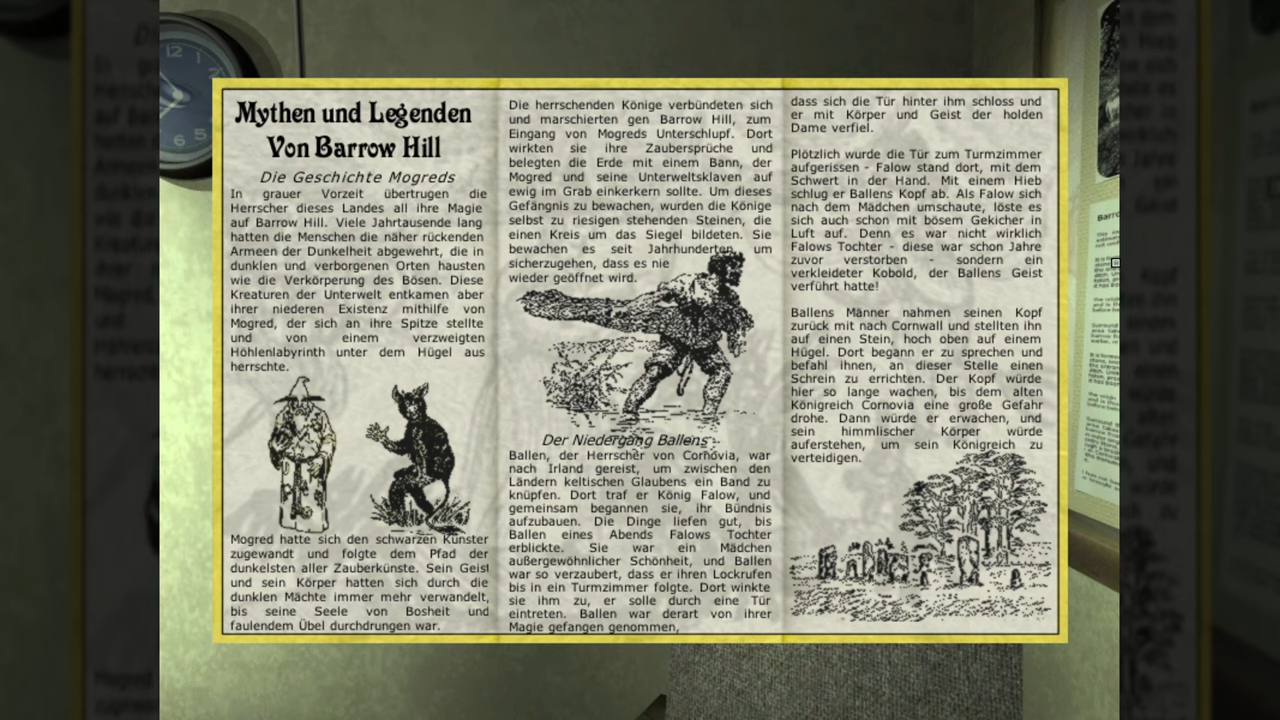 Mythen und Legenden
Von Barrow Hill
Die Geschichte Mogreds
In grauer Vorzeit übertrugen die
Herrscher dieses Landes all ihre Magie
auf Barrow Hill. Viele Jahrtausende lang
hatten die Menschen die näher rückenden
Armeen der Dunkelheit abgewehrt, die in
dunklen und verborgenen Orten hausten
wie die Verkörperung des Bösen. Diese
Kreaturen der Unterwelt entkamen aber
ihrer niederen Existenz mithilfe von
Mogred, der sich an ihre Spitze stellte
und von einem verzweigten
Höhlenlabyrinth unter dem Hügel aus
herrschte.
Mogred hatte sich den schwarzen Künster
zugewandt und folgte dem Pfad der
dunkelsten aller Zauberkünste. Sein Geist
und sein Körper hatten sich durch die
dunklen Mächte immer mehr verwandelt,
bis seine Seele von Bosheit und
faulendem Übel durchdrungen war.
Die herrschenden Könige verbündeten sich
und marschierten gen Barrow Hill, zum
Eingang von Mogreds Unterschlupf. Dort
wirkten sie ihre Zaubersprüche und
belegten die Erde mit einem Bann, der
Mogred und seine Unterweltsklaven auf
ewig im Grab einkerkern sollte. Um dieses
Gefängnis zu bewachen, wurden die Könige
selbst zu riesigen stehenden Steinen, die
einen Kreis um das Siegel bildeten. Sie
bewachen es seit Jahrhunderten, um
sicherzugehen, dass es nie
wieder geöffnet wird.
Der Niedergang Ballens
Ballen, der Herrscher von Cornovia, war
nach Irland gereist, um zwischen den
Ländern keltischen Glaubens ein Band zu
knüpfen. Dort traf er König Falow, und
gemeinsam begannen sie, ihr Bündnis
aufzubauen. Die Dinge liefen gut, bis
Ballen eines Abends Falows Tochter
erblickte. Sie war ein Mädchen
außergewöhnlicher Schönheit, und Ballen
war so verzaubert, dass er ihren Lockrufen
bis in ein Turmzimmer folgte. Dort winkte
sie ihm zu, er solle durch eine Tür
eintreten. Ballen war derart von ihrer
Magie gefangen genommen,
dass sich die Tür hinter ihm schloss und
er mit Körper und Geist der holden
Dame verfiel.
Plötzlich wurde die Tür zum Turmzimmer
aufgerissen - Falow stand dort, mit dem
Schwert in der Hand. Mit einem Hieb
schlug er Ballens Kopf ab. Als Falow sich
nach dem Mädchen umschaute, löste es
sich auch schon mit bösem Gekicher in
Luft auf. Denn es war nicht wirklich
Falows Tochter - diese war schon Jahre
zuvor verstorben - sondern ein
verkleideter Kobold, der Ballens Geist
verführt hatte!
Ballens Männer nahmen seinen Kopf
zurück mit nach Cornwall und stellten ihn
auf einen Stein, hoch oben auf einem
Hügel. Dort begann er zu sprechen und
befahl ihnen, an dieser Stelle einen
Schrein zu errichten. Der Kopf würde
hier so lange wachen, bis dem alten
Königreich Cornovia eine große Gefahr
drohe. Dann würde er erwachen, und
sein himmlischer Körper würde
auferstehen, um sein Königreich zu
verteidigen.
12